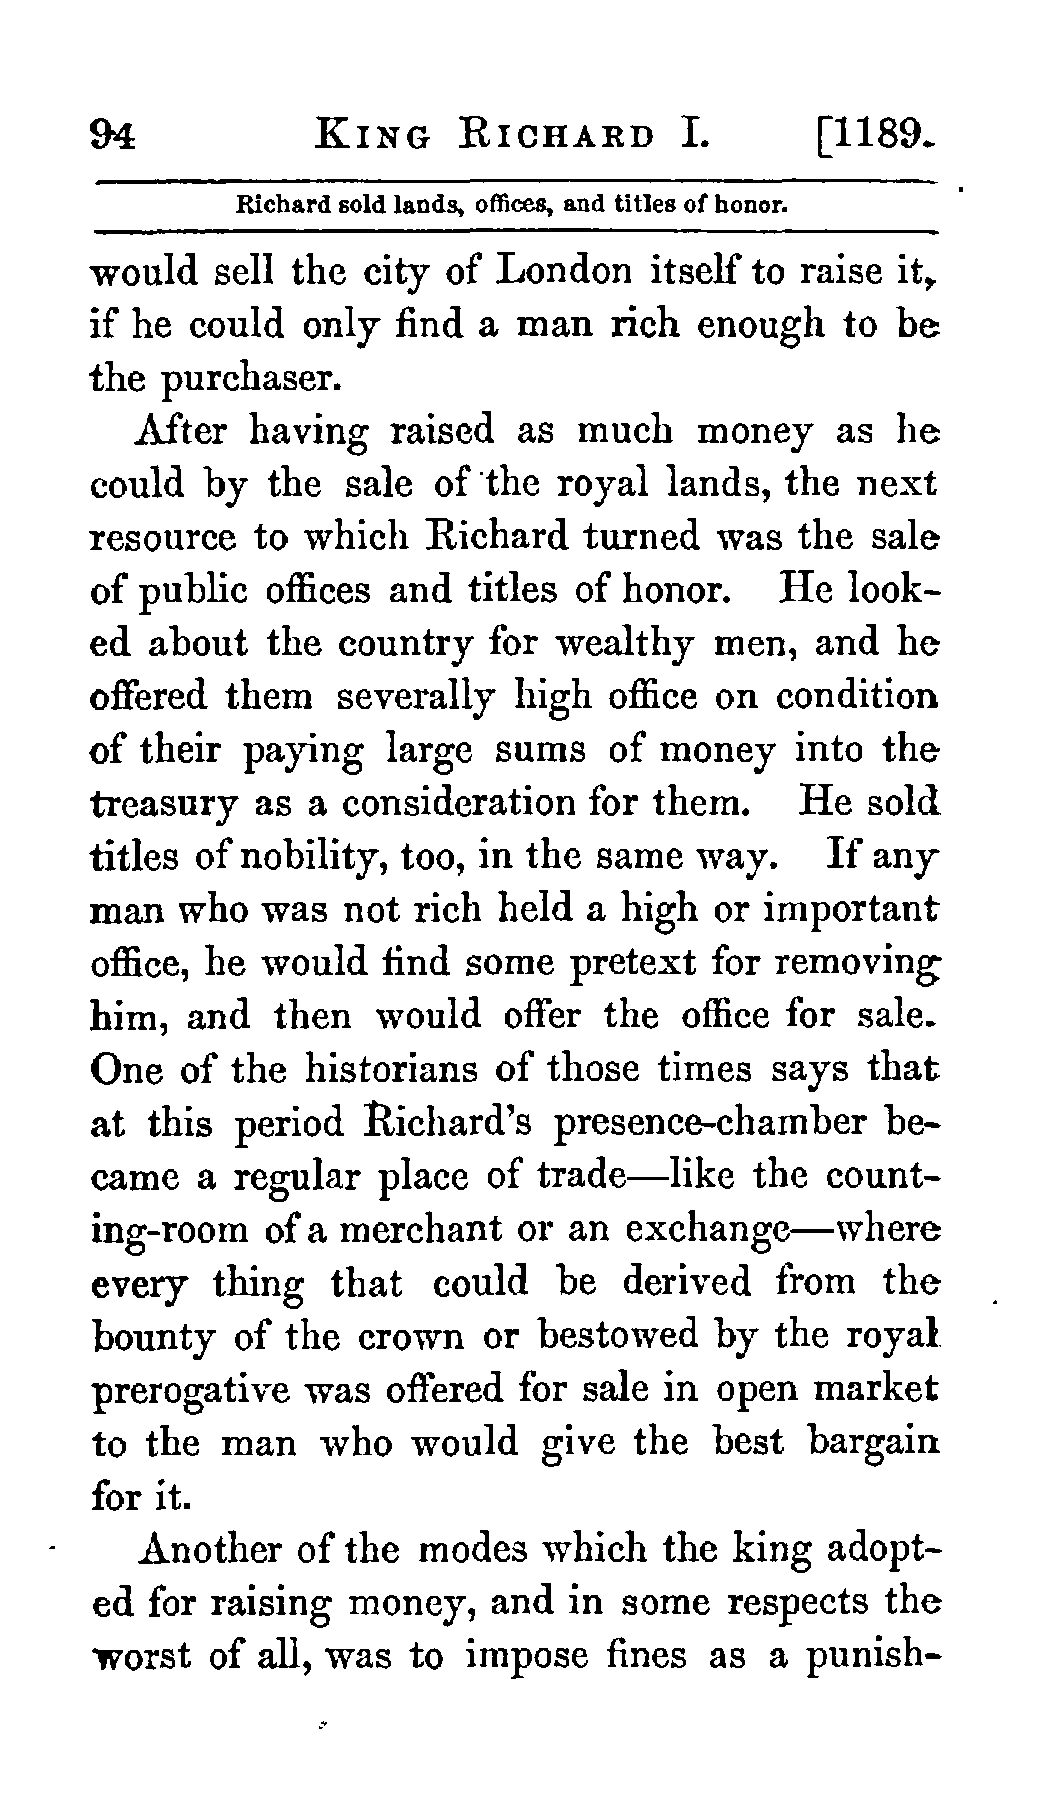 94 KING RICHARD I. [1189.
Richard sold lands, offices, and titles of honor.
would sell the city of London itself to raise it,
if he could only find a man rich enough to be
the purchaser.
After having raised as much money as he
could by the sale of the royal lands, the next
resource to which Richard turned was the sale
of public offices and titles of honor. He look-
ed about the country for wealthy men, and he
offered them severally high office on condition
of their paying large sums of money into the
treasury as a consideration for them. He sold
titles of nobility, too, in the same way. If any
man who was not rich held a high or important
office, he would find some pretext for removing
him, and then would offer the office for sale.
One of the historians of those times says that
at this period Richard's presence-chamber be-
came a regular place of trade—like the count-
ing-room of a merchant or an exchange—where
every thing that could be derived from the
bounty of the crown or bestowed by the royal
prerogative was offered for sale in open market
to the man who would give the best bargain
for it.
Another of the modes which the king adopt-
ed for raising money, and in some respects the
worst of all, was to impose fines as a punish-